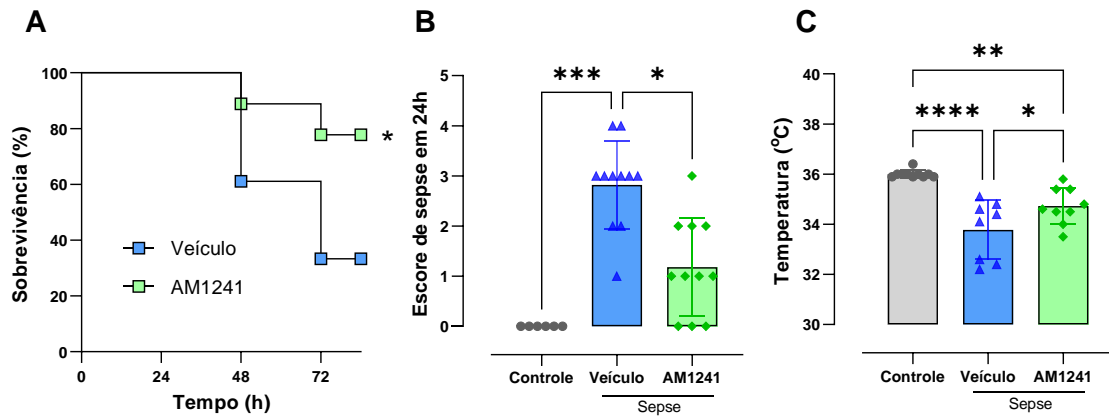 A
Sobrevivência (%)
100
80
60
40
20
0
0 24 48 72
Tempo (h)
Veículo
AM1241
*
B
Escore de sepse em 24h
5
4
3
2
1
0
*** *
Controle Veículo AM1241
Sepse
C
Temperatura (ºC)
40
38
36
34
32
30
**
**** *
Controle Veículo AM1241
Sepse